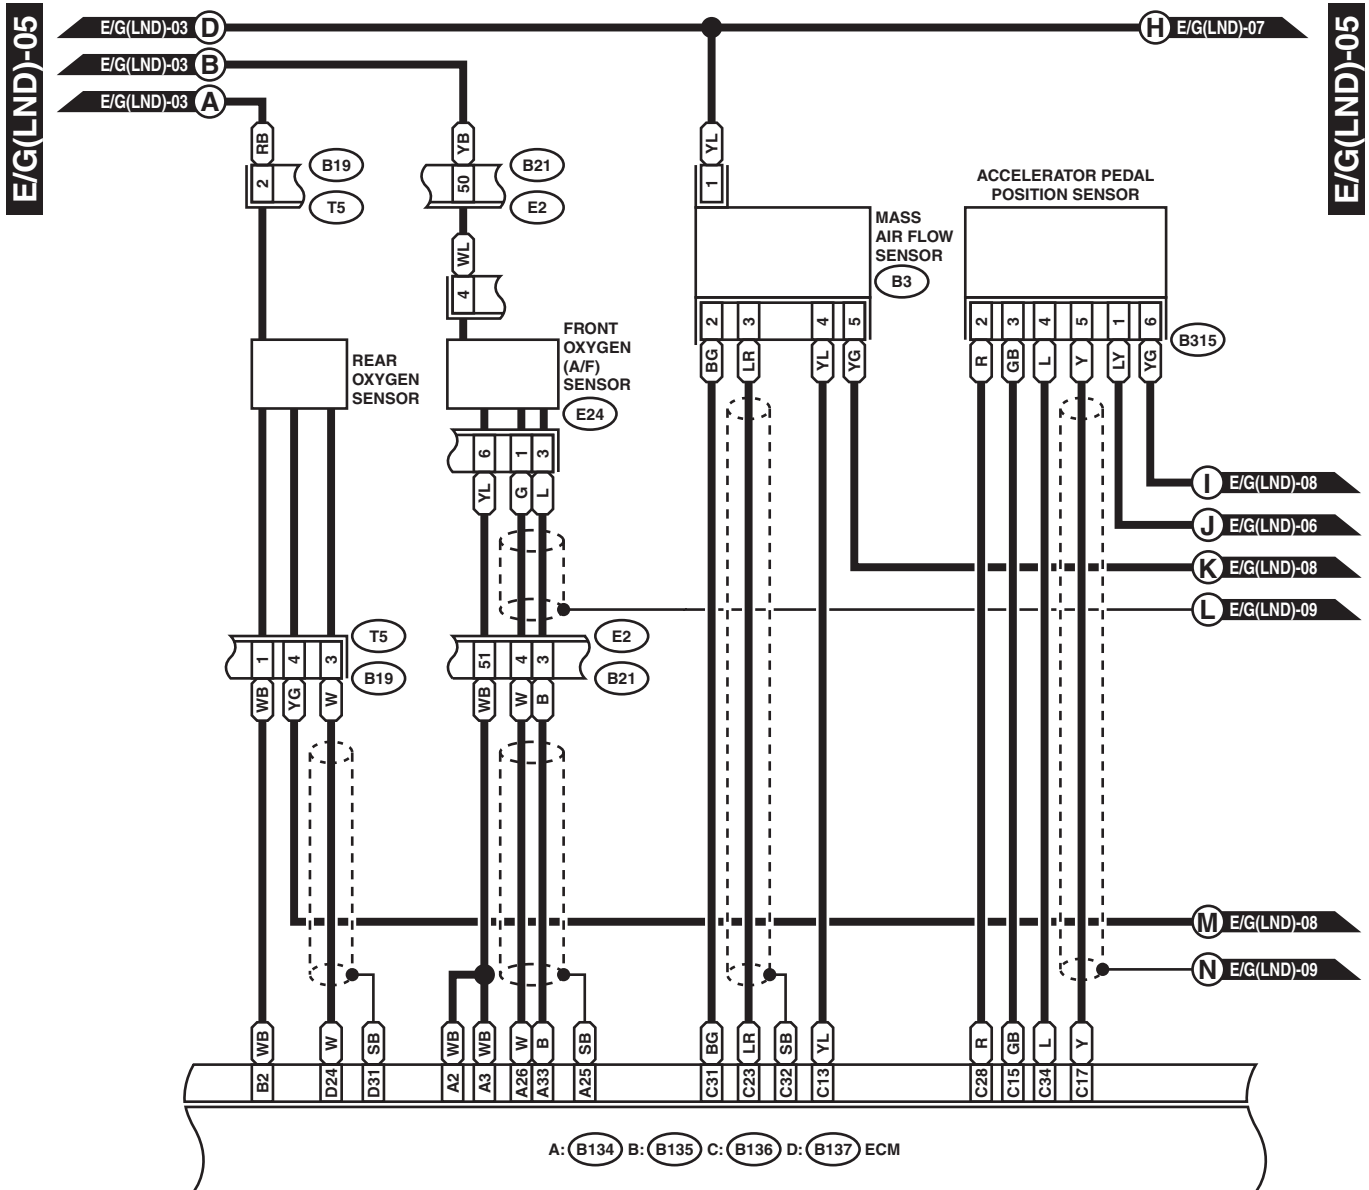 E/G(LND)-05
E/G(LND)-05
E/G(LND)-03 D
H E/G(LND)-07
E/G(LND)-03 B
E/G(LND)-03 A
RB
YB
YL
2
B19
T5
50
B21
E2
1
WL
4
MASS
AIR FLOW
SENSOR
B3
ACCELERATOR PEDAL
POSITION SENSOR
2 3 4 5
BG LR YL YG
2 3 4 5 1 6
B315
R GB L Y LY YG
REAR
OXYGEN
SENSOR
FRONT
OXYGEN
(A/F)
SENSOR
E24
6 1 3
YL G L
I E/G(LND)-08
J E/G(LND)-06
K E/G(LND)-08
L E/G(LND)-09
T5
1 4 3
B19
WB YG W
E2
51 4 3
B21
WB W B
M E/G(LND)-08
N E/G(LND)-09
WB W SB WB WB W B SB BG LR SB YL R GB L Y
B2 D24 D31 A2 A3 A26 A33 A25 C31 C23 C32 C13 C28 C15 C34 C17
A: B134 B: B135 C: B136 D: B137 ECM